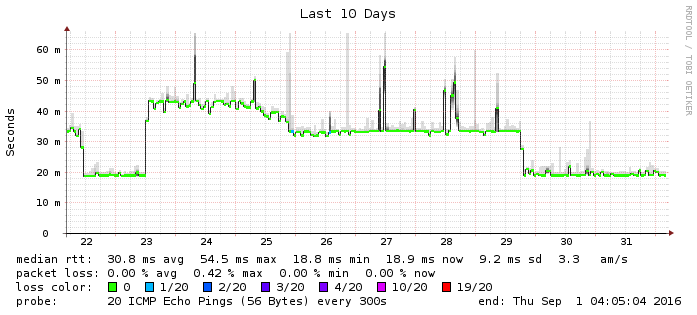 Last 10 Days
RRDTOOL / TOBI OETIKER
Seconds
60 m
50 m
40 m
30 m
20 m
10 m
0
22 23 24 25 26 27 28 29 30 31
median rtt: 30.8 ms avg 54.5 ms max 18.8 ms min 18.9 ms now 9.2 ms sd 3.3 am/s
packet loss: 0.00 % avg 0.42 % max 0.00 % min 0.00 % now
loss color: 0 1/20 2/20 3/20 4/20 10/20 19/20
probe: 20 ICMP Echo Pings (56 Bytes) every 300s end: Thu Sep 1 04:05:04 2016